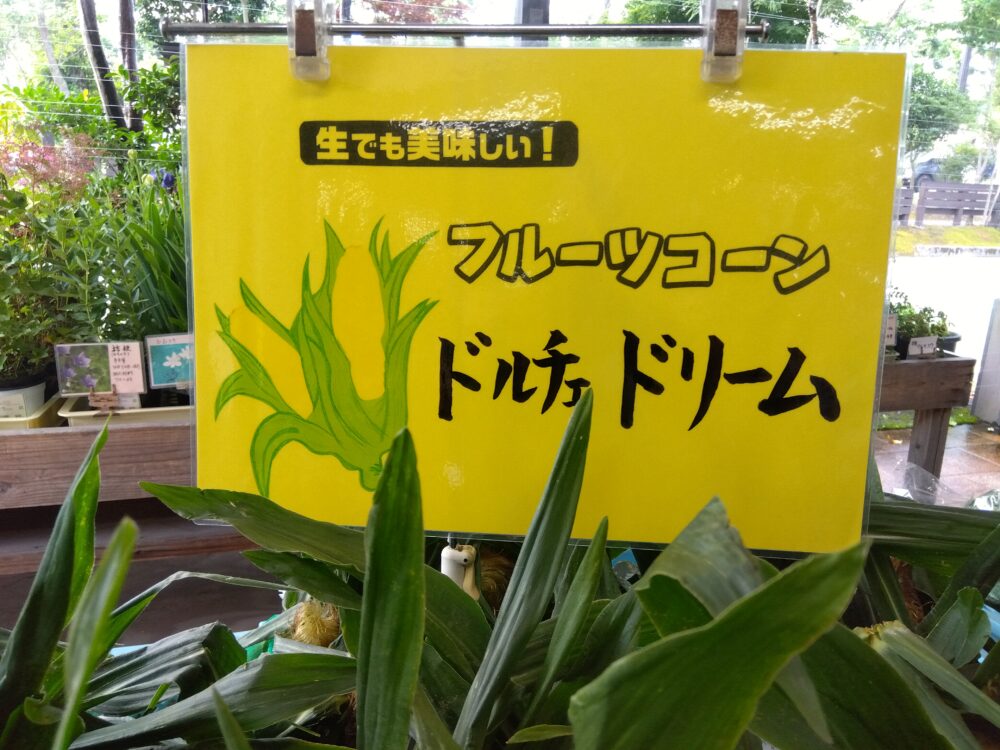 生でも美味しい！
フルーツコーン
ドルチェドリーム